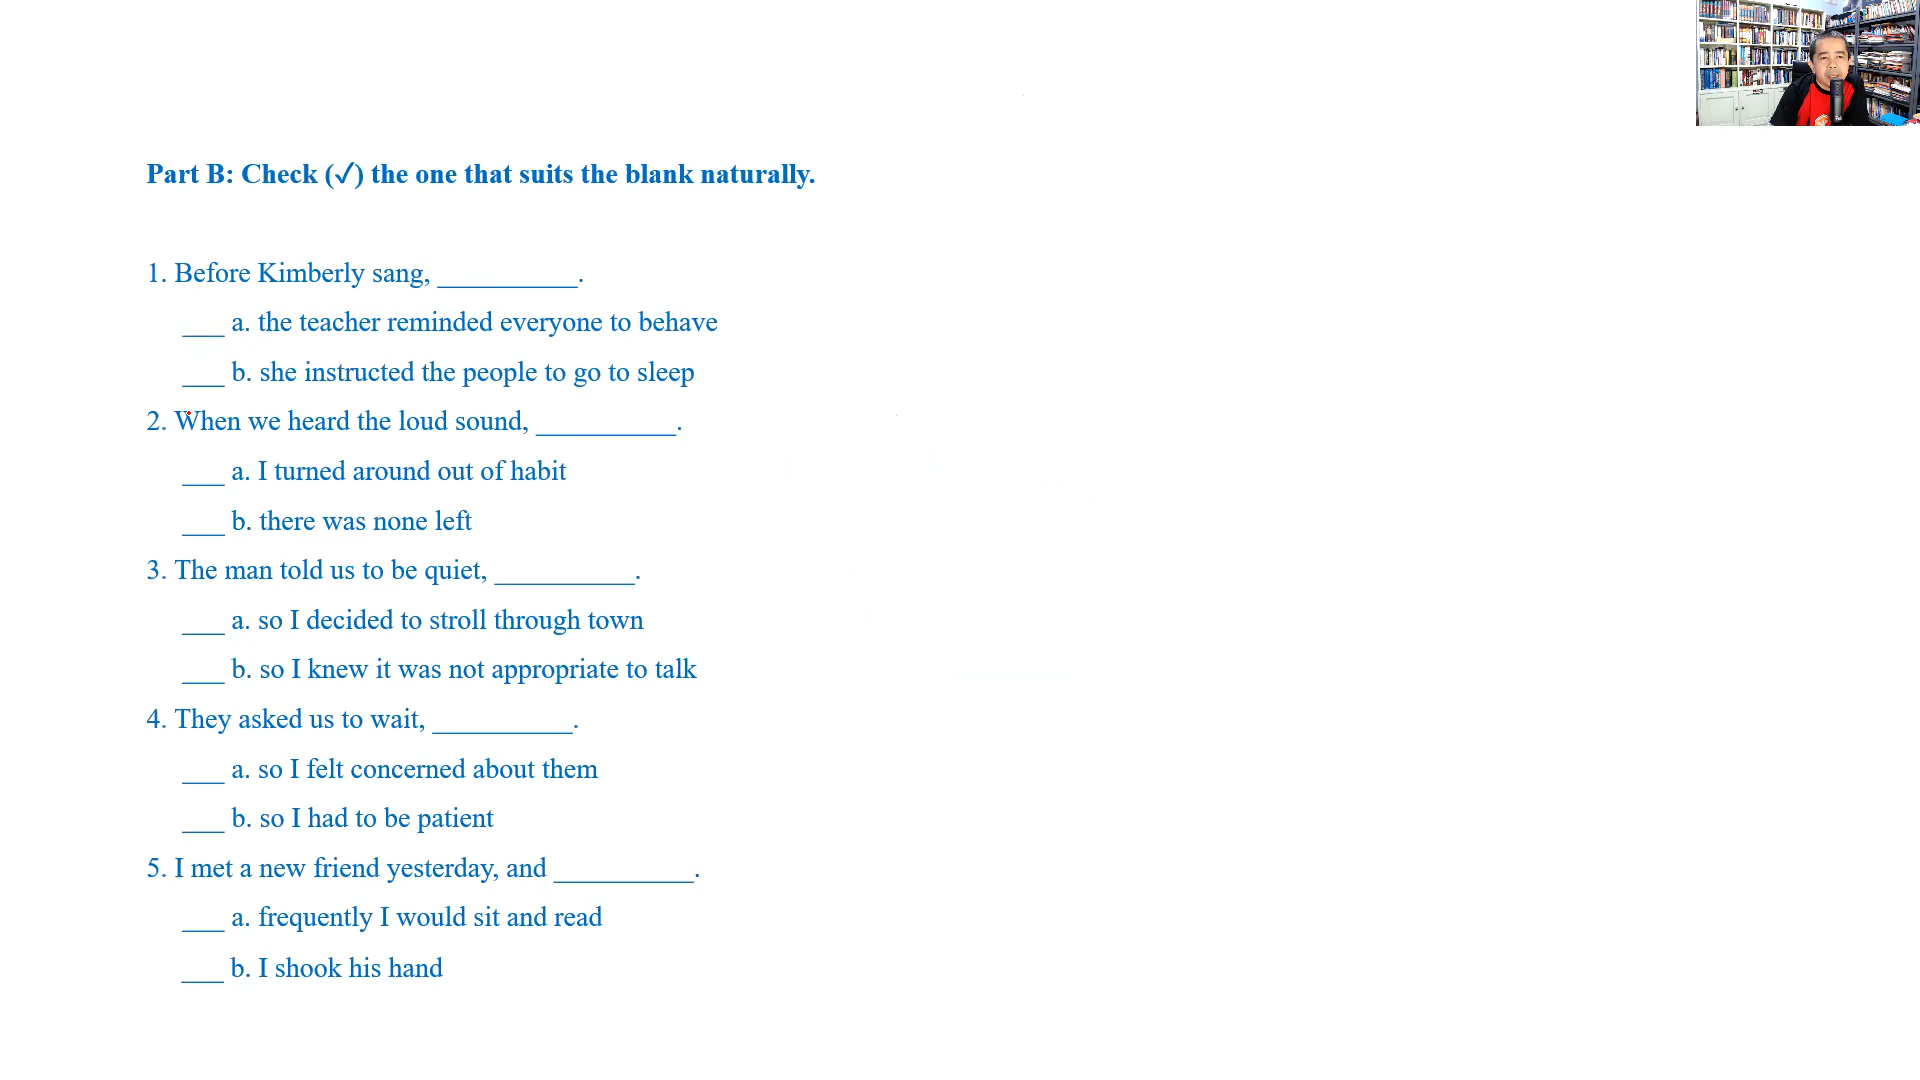 Part B: Check (✓) the one that suits the blank naturally.
1. Before Kimberly sang, __________.
___ a. the teacher reminded everyone to behave
___ b. she instructed the people to go to sleep
2. When we heard the loud sound, __________.
___ a. I turned around out of habit
___ b. there was none left
3. The man told us to be quiet, __________.
___ a. so I decided to stroll through town
___ b. so I knew it was not appropriate to talk
4. They asked us to wait, __________.
___ a. so I felt concerned about them
___ b. so I had to be patient
5. I met a new friend yesterday, and __________.
___ a. frequently I would sit and read
___ b. I shook his hand